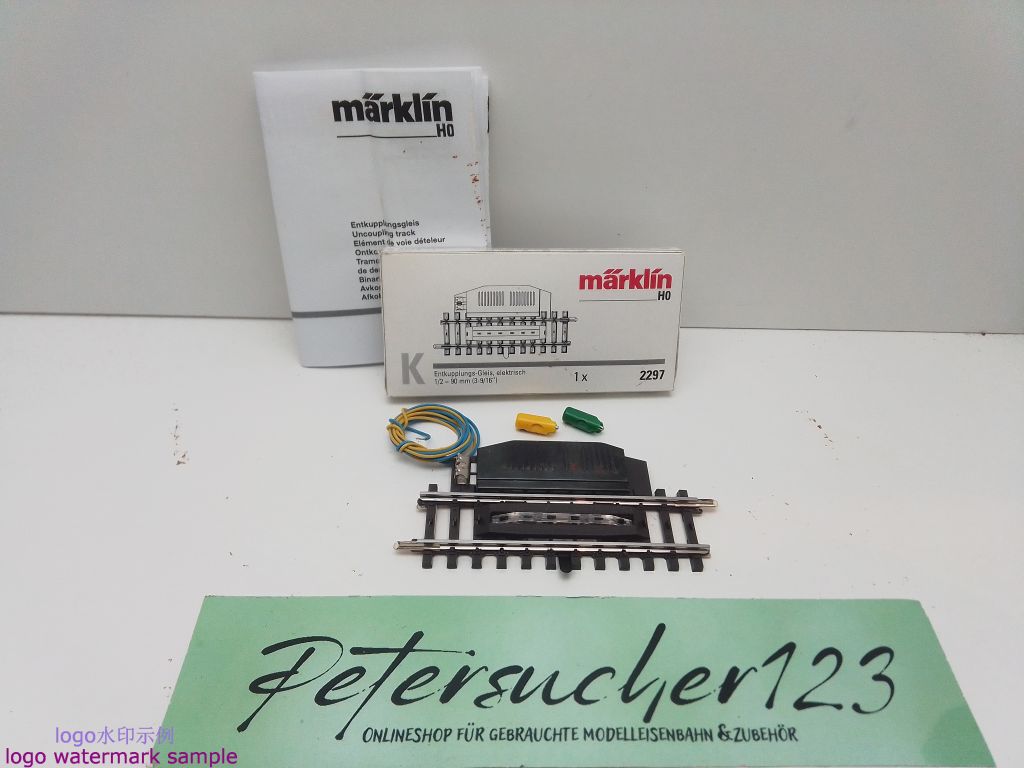 märklin
H0
Entkupplungsgleis
Uncoupling track
Elément de voie dételeur
de de
märklin
H0
K
Entkupplungs-Gleis, elektrisch
1/2 = 90 mm (3-9/16")
1 x
2297
Petersucher123
ONLINESHOP FÜR GEBRAUCHTE MODELLEISENBAHN & ZUBEHÖR
logo水印示例
logo watermark sample